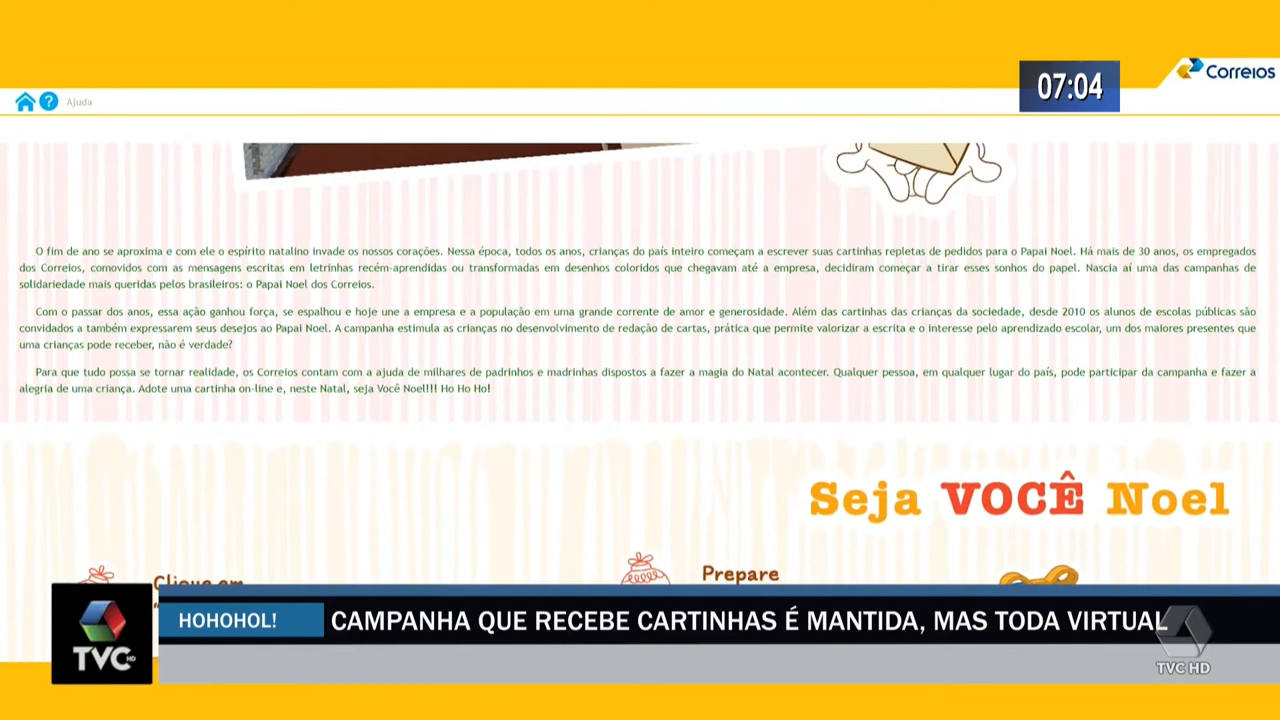 Correios
07:04
Ajuda
O fim de ano se aproxima e com ele o espírito natalino invade os nossos corações. Nessa época, todos os anos, crianças do país inteiro começam a escrever suas cartinhas repletas de pedidos para o Papai Noel. Há mais de 30 anos, os empregados
dos Correios, comovidos com as mensagens escritas em letrinhas recém-aprendidas ou transformadas em desenhos coloridos que chegavam até a empresa, decidiram começar a tirar esses sonhos do papel. Nascia aí uma das campanhas de
solidariedade mais queridas pelos brasileiros: o Papai Noel dos Correios.
Com o passar dos anos, essa ação ganhou força, se espalhou e hoje une a empresa e a população em uma grande corrente de amor e generosidade. Além das cartinhas das crianças da sociedade, desde 2010 os alunos de escolas públicas são
convidados a também expressarem seus desejos ao Papai Noel. A campanha estimula as crianças no desenvolvimento de redação de cartas, prática que permite valorizar a escrita e o interesse pelo aprendizado escolar, um dos maiores presentes que
uma crianças pode receber, não é verdade?
Para que tudo possa se tornar realidade, os Correios contam com a ajuda de milhares de padrinhos e madrinhas dispostos a fazer a magia do Natal acontecer. Qualquer pessoa, em qualquer lugar do país, pode participar da campanha e fazer a
alegria de uma criança. Adote uma cartinha on-line e, neste Natal, seja Você Noel!!! Ho Ho Ho!
Seja VOCÊ Noel
Clique em
Prepare
HOHOHOL!
CAMPANHA QUE RECEBE CARTINHAS É MANTIDA, MAS TODA VIRTUAL
TVC HD
TVC HD